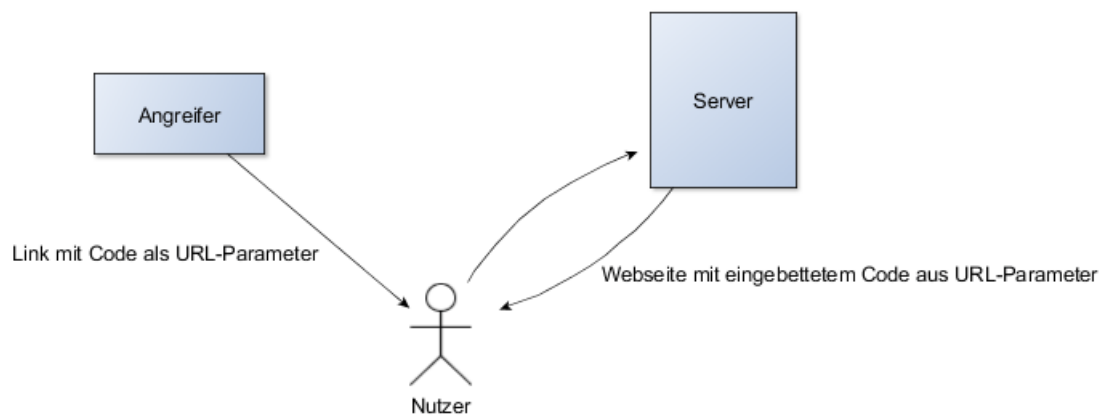 Server
Angreifer
Link mit Code als URL-Parameter
Webseite mit eingebettetem Code aus URL-Parameter
Nutzer